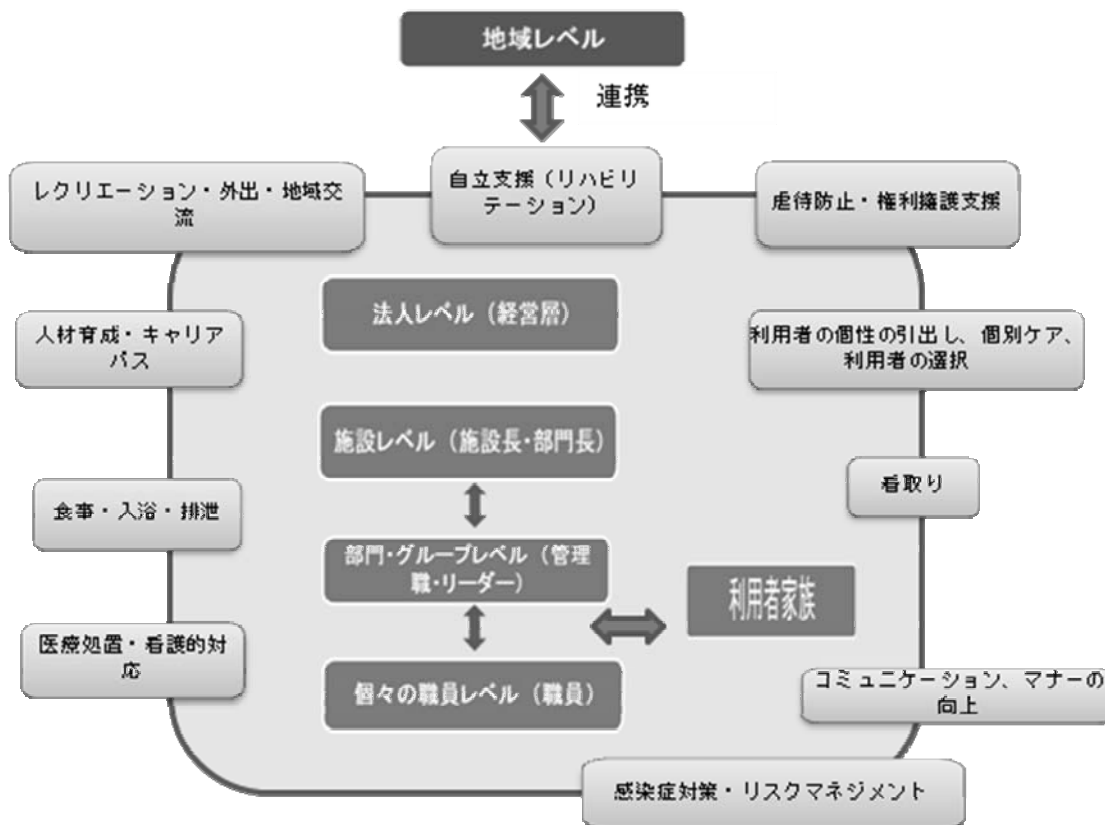 地域レベル
連携
レクリエーション・外出・地域交
流
自立支援（リハビリ
テーション）
虐待防止・権利擁護支援
法人レベル（経営層）
人材育成・キャリア
パス
利用者の個性の引出し、個別ケア、
利用者の選択
施設レベル（施設長・部門長）
看取り
食事・入浴・排泄
部門・グループレベル（管理
職・リーダー）
利用者家族
医療処置・看護的対
応
個々の職員レベル（職員）
コミュニケーション、マナーの
向上
感染症対策・リスクマネジメント